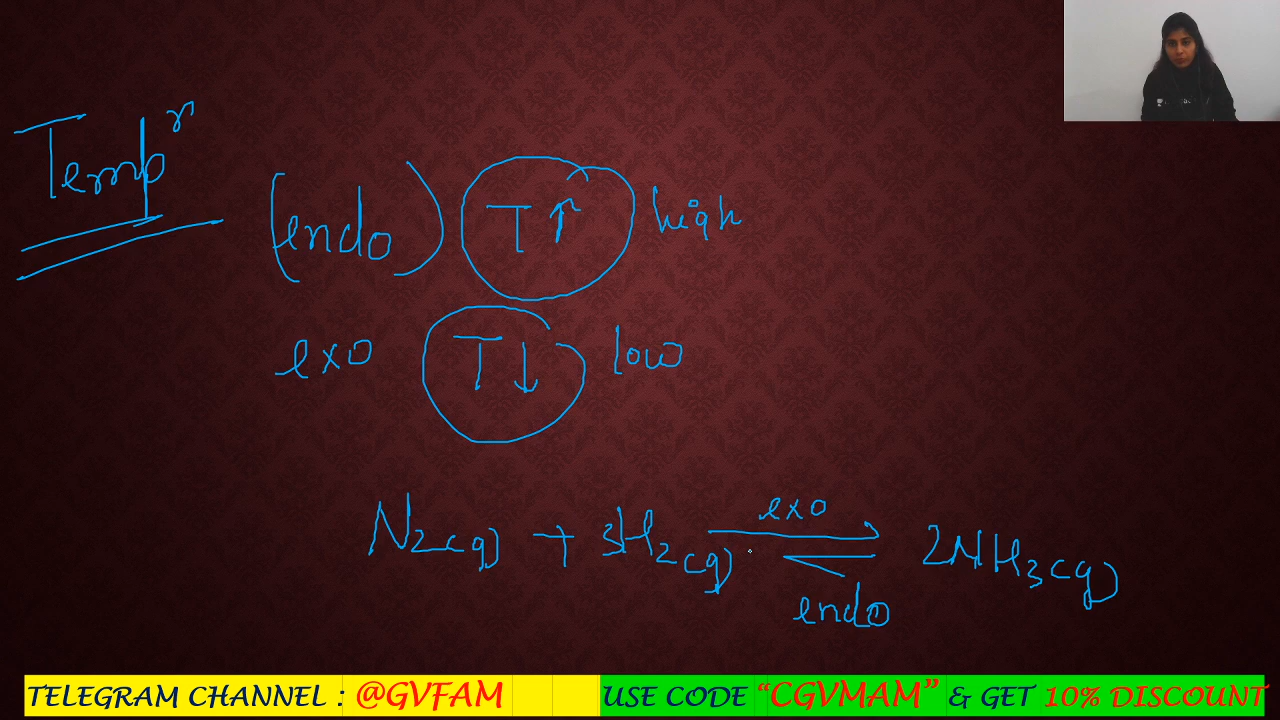 Tempr
(endo) T↑ high
exo T↓ low
exo
N2(g) + 3H2(g) ⇌ 2NH3(g)
endo
TELEGRAM CHANNEL : @GVFAM USE CODE “CGVMAM” & GET 10% DISCOUNT